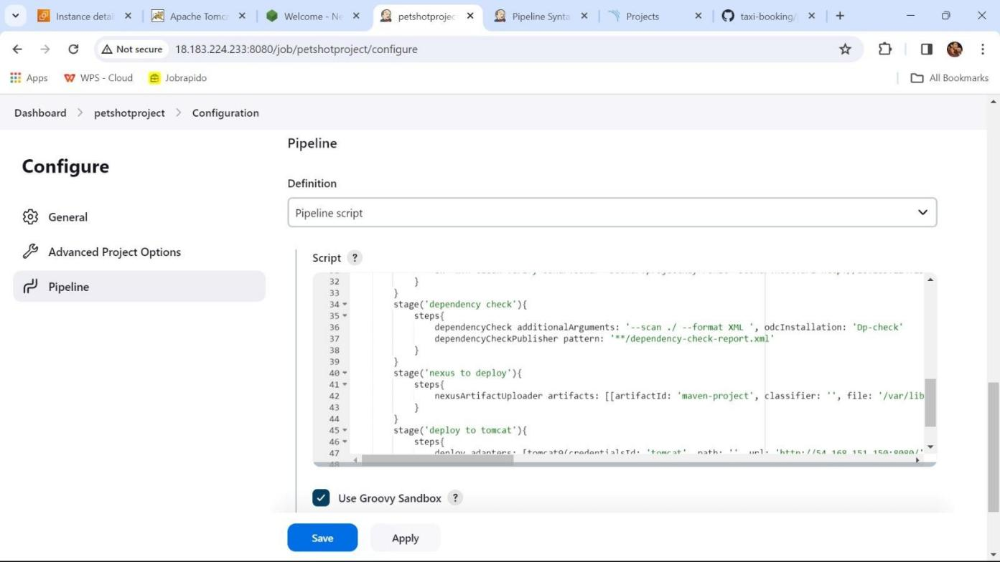 Instance detai
Apache Tomca
Welcome - Ne
petshotprojec
Pipeline Synta
Projects
taxi-booking/
Not secure
18.183.224.233:8080/job/petshotproject/configure
Apps
WPS - Cloud
Jobrapido
All Bookmarks
Dashboard > petshotproject > Configuration
Configure
General
Advanced Project Options
Pipeline
Pipeline
Definition
Pipeline script
Script ?
32 }
33 }
34 stage('dependency check'){
35 steps{
36 dependencyCheck additionalArguments: '--scan ./ --format XML ', odcInstallation: 'Dp-check'
37 dependencyCheckPublisher pattern: '**/dependency-check-report.xml'
38 }
39 }
40 stage('nexus to deploy'){
41 steps{
42 nexusArtifactUploader artifacts: [[artifactId: 'maven-project', classifier: '', file: '/var/lib
43 }
44 }
45 stage('deploy to tomcat'){
46 steps{
47 deploy adapters: [tomcat9(credentialsId: 'tomcat', path: '', url: 'http://54.168.151.150:8080/'
48
Use Groovy Sandbox ?
Save
Apply